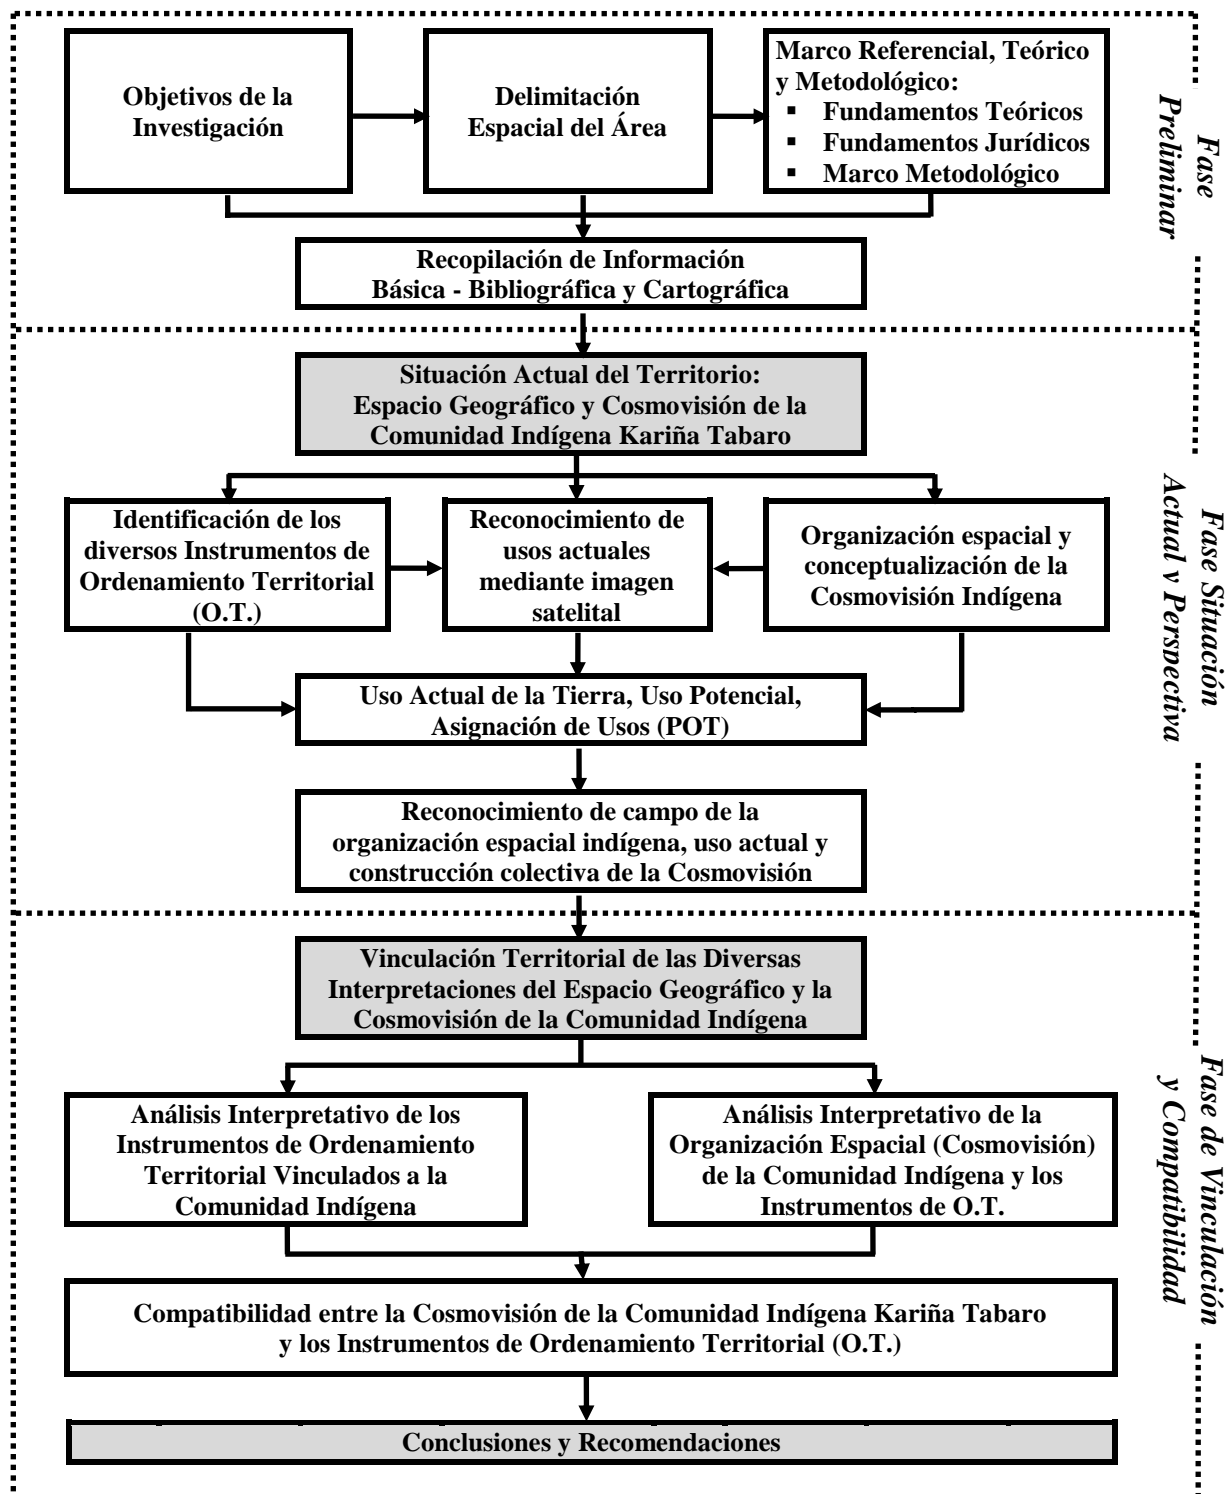 Objetivos de la
Investigación
Delimitación
Espacial del Área
Marco Referencial, Teórico
y Metodológico:
▪ Fundamentos Teóricos
▪ Fundamentos Jurídicos
▪ Marco Metodológico
Fase
Preliminar
Recopilación de Información
Básica - Bibliográfica y Cartográfica
Situación Actual del Territorio:
Espacio Geográfico y Cosmovisión de la
Comunidad Indígena Kariña Tabaro
Identificación de los
diversos Instrumentos de
Ordenamiento Territorial
(O.T.)
Reconocimiento de
usos actuales
mediante imagen
satelital
Organización espacial y
conceptualización de la
Cosmovisión Indígena
Fase Situación
Actual y Perspectiva
Uso Actual de la Tierra, Uso Potencial,
Asignación de Usos (POT)
Reconocimiento de campo de la
organización espacial indígena, uso actual y
construcción colectiva de la Cosmovisión
Vinculación Territorial de las Diversas
Interpretaciones del Espacio Geográfico y la
Cosmovisión de la Comunidad Indígena
Análisis Interpretativo de los
Instrumentos de Ordenamiento
Territorial Vinculados a la
Comunidad Indígena
Análisis Interpretativo de la
Organización Espacial (Cosmovisión)
de la Comunidad Indígena y los
Instrumentos de O.T.
Fase de Vinculación
y Compatibilidad
Compatibilidad entre la Cosmovisión de la Comunidad Indígena Kariña Tabaro
y los Instrumentos de Ordenamiento Territorial (O.T.)
Conclusiones y Recomendaciones